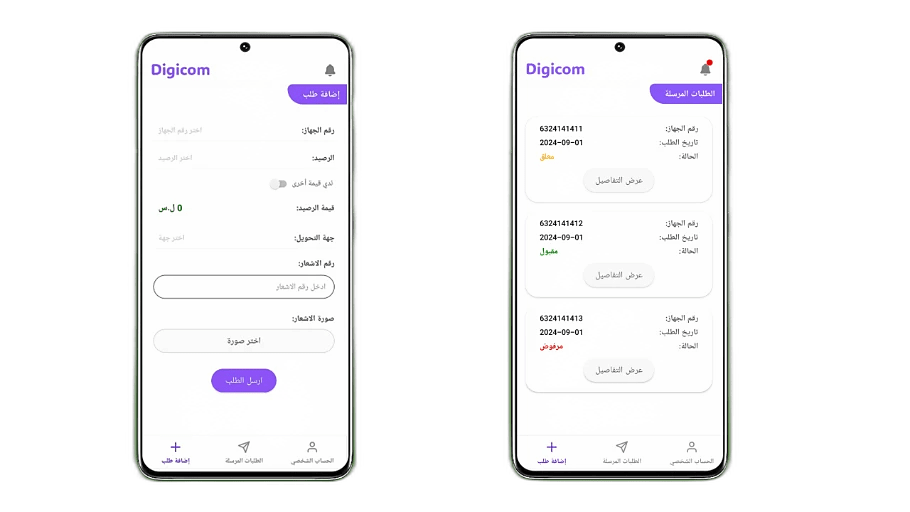 Digicom
إضافة طلب
رقم الجهاز: اختر رقم الجهاز
الرصيد: اختر الرصيد
لدي قيمة أخرى
قيمة الرصيد: 0 ل.س
جهة التحويل: اختر جهة
رقم الاشعار:
ادخل رقم الاشعار
صورة الاشعار:
اختر صورة
ارسل الطلب
الحساب الشخصي الطلبات المرسلة إضافة طلب
Digicom
الطلبات المرسلة
رقم الجهاز: 6324141411
تاريخ الطلب: 2024-09-01
الحالة: معلق
عرض التفاصيل
رقم الجهاز: 6324141412
تاريخ الطلب: 2024-09-01
الحالة: مقبول
عرض التفاصيل
رقم الجهاز: 6324141413
تاريخ الطلب: 2024-09-01
الحالة: مرفوض
عرض التفاصيل
الحساب الشخصي الطلبات المرسلة إضافة طلب